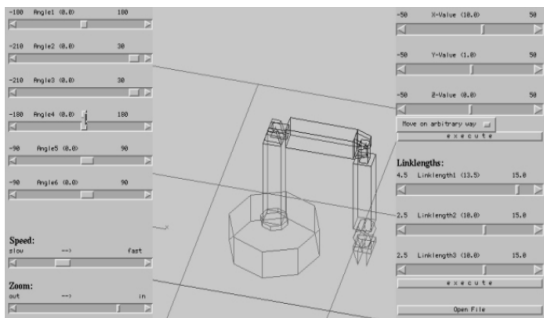 -180 Angle1 (0.0) 180
-210 Angle2 (0.0) 30
-210 Angle3 (0.0) 30
-180 Angle4 (0.0) 180
-90 Angle5 (0.0) 90
-90 Angle6 (0.0) 90
Speed:
slow --> fast
Zoom:
out --> in
-50 X-Value (10.0) 50
-50 Y-Value (1.0) 50
-50 Z-Value (0.0) 50
Move on arbitrary way
execute
Linklengths:
4.5 Linklength1 (13.5) 15.0
2.5 Linklength2 (10.0) 15.0
2.5 Linklength3 (10.0) 15.0
execute
Open File